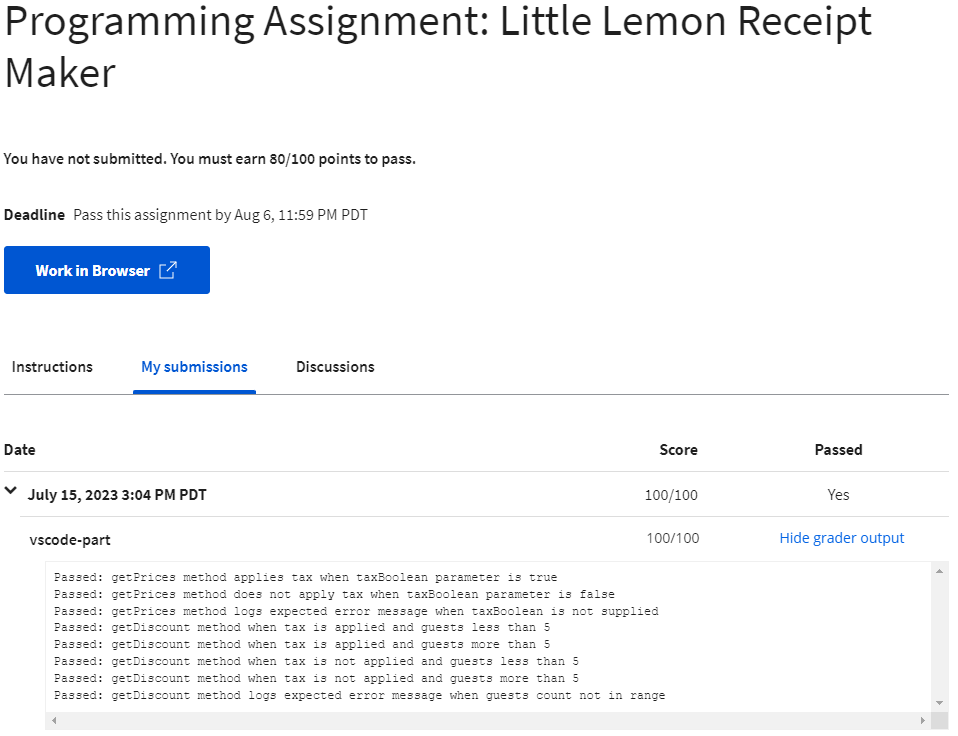 Programming Assignment: Little Lemon Receipt
Maker
You have not submitted. You must earn 80/100 points to pass.
Deadline Pass this assignment by Aug 6, 11:59 PM PDT
Work in Browser
Instructions My submissions Discussions
Date Score Passed
July 15, 2023 3:04 PM PDT 100/100 Yes
vscode-part 100/100 Hide grader output
Passed: getPrices method applies tax when taxBoolean parameter is true
Passed: getPrices method does not apply tax when taxBoolean parameter is false
Passed: getPrices method logs expected error message when taxBoolean is not supplied
Passed: getDiscount method when tax is applied and guests less than 5
Passed: getDiscount method when tax is applied and guests more than 5
Passed: getDiscount method when tax is not applied and guests less than 5
Passed: getDiscount method when tax is not applied and guests more than 5
Passed: getDiscount method logs expected error message when guests count not in range